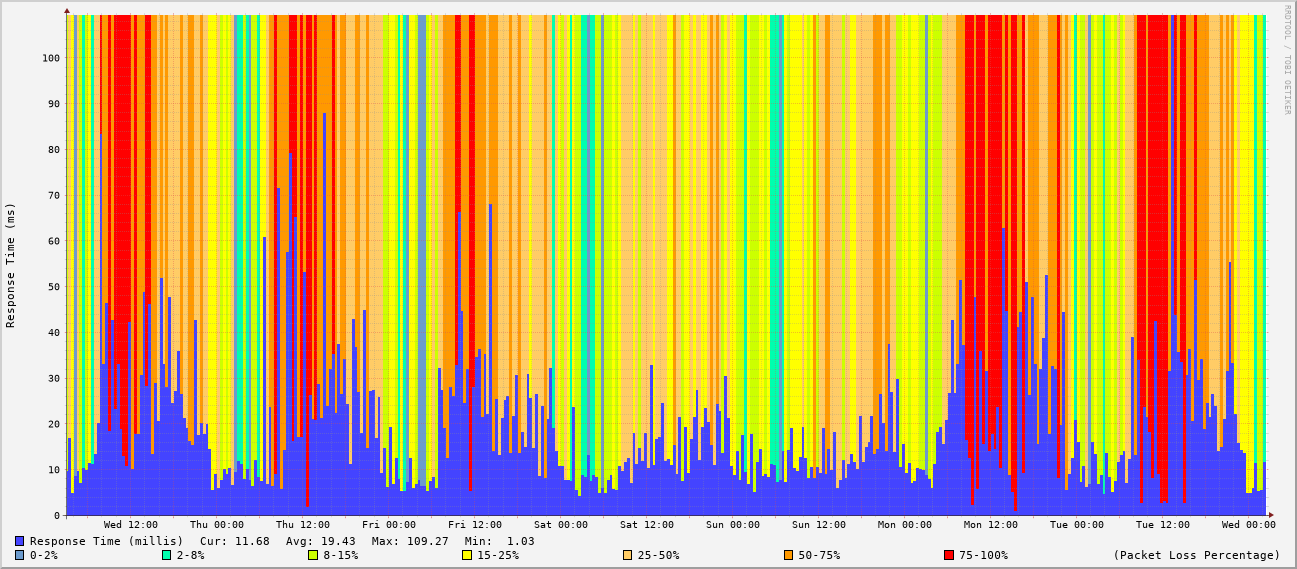 RRDTOOL / TOBI OETIKER
Response Time (ms)
100
90
80
70
60
50
40
30
20
10
0
Wed 12:00 Thu 00:00 Thu 12:00 Fri 00:00 Fri 12:00 Sat 00:00 Sat 12:00 Sun 00:00 Sun 12:00 Mon 00:00 Mon 12:00 Tue 00:00 Tue 12:00 Wed 00:00
Response Time (millis) Cur: 11.68 Avg: 19.43 Max: 109.27 Min: 1.03
0-2% 2-8% 8-15% 15-25% 25-50% 50-75% 75-100% (Packet Loss Percentage)